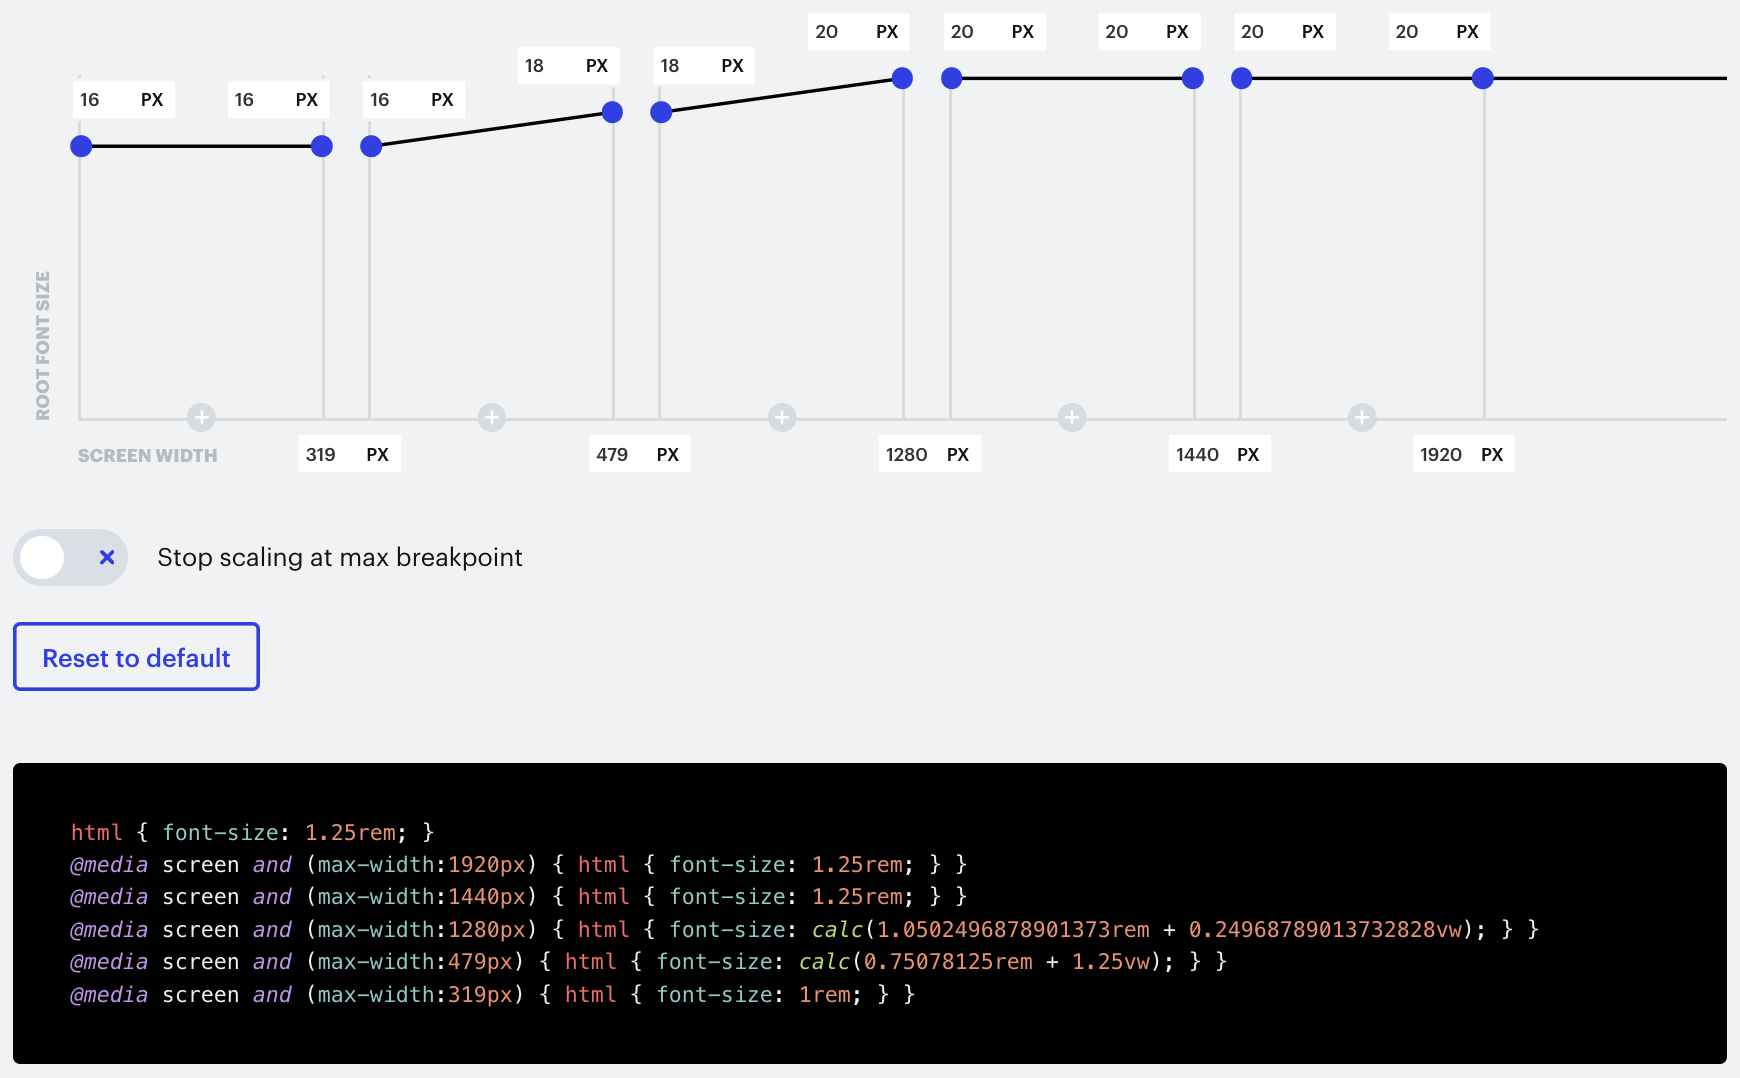 20 PX 20 PX 20 PX 20 PX 20 PX
18 PX 18 PX
16 PX 16 PX 16 PX
ROOT FONT SIZE
319 PX 479 PX 1280 PX 1440 PX 1920 PX
SCREEN WIDTH
Stop scaling at max breakpoint
Reset to default
html { font-size: 1.25rem; }
@media screen and (max-width:1920px) { html { font-size: 1.25rem; } }
@media screen and (max-width:1440px) { html { font-size: 1.25rem; } }
@media screen and (max-width:1280px) { html { font-size: calc(1.0502496878901373rem + 0.24968789013732828vw); } }
@media screen and (max-width:479px) { html { font-size: calc(0.75078125rem + 1.25vw); } }
@media screen and (max-width:319px) { html { font-size: 1rem; } }